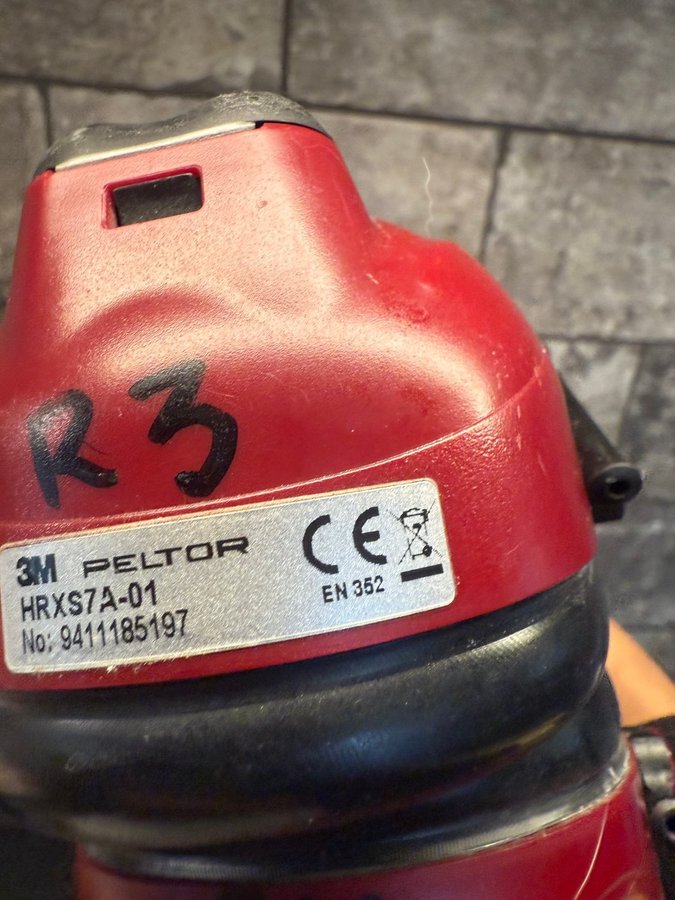 R3
3M PELTOR CE
HRXS7A-01
EN 352
No: 9411185197